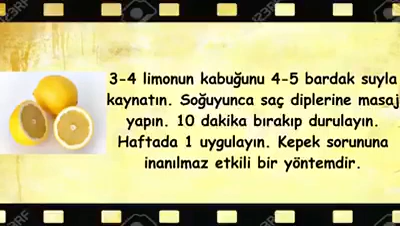 3-4 limonun kabuğunu 4-5 bardak suyla
kaynatın. Soğuyunca saç diplerine masaj
yapın. 10 dakika bırakıp durulayın.
Haftada 1 uygulayın. Kepek sorununa
inanılmaz etkili bir yöntemdir.